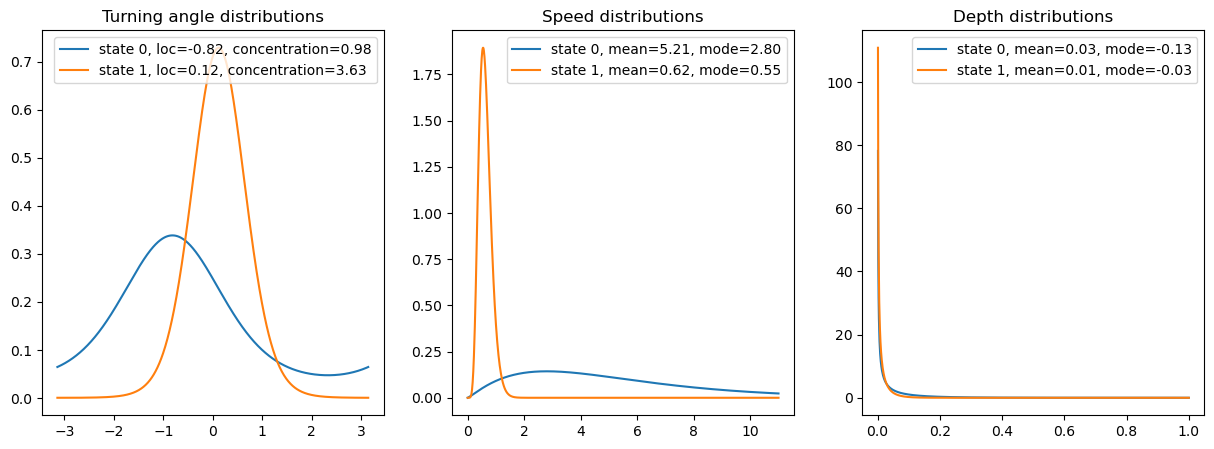 Turning angle distributions
state 0, loc=-0.82, concentration=0.98
state 1, loc=0.12, concentration=3.63
0.7
0.6
0.5
0.4
0.3
0.2
0.1
0.0
−3 −2 −1 0 1 2 3
Speed distributions
state 0, mean=5.21, mode=2.80
state 1, mean=0.62, mode=0.55
1.75
1.50
1.25
1.00
0.75
0.50
0.25
0.00
0 2 4 6 8 10
Depth distributions
state 0, mean=0.03, mode=-0.13
state 1, mean=0.01, mode=-0.03
100
80
60
40
20
0
0.0 0.2 0.4 0.6 0.8 1.0